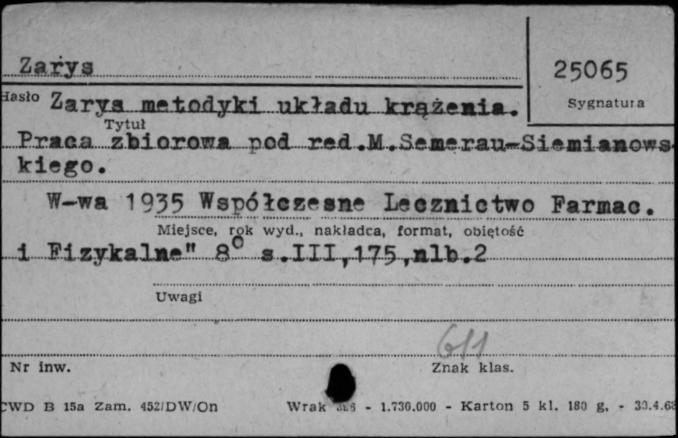 Zarys
25065
Hasło
Sygnatura
Zarys metodyki układu krążenia.
Tytuł
Praca zbiorowa pod red.M.Semerau-Siemianows
kiego.
W-wa 1935 Współczesne Lecznictwo Farmac.
Miejsce, rok wyd., nakładca, format, objętość
i Fizykalne" 8° s.III,175,nlb.2
Uwagi
611
Nr inw.
Znak klas.
CWD B 15a Zam. 452/DW/On Wrak - 1.730.000 - Karton 5 kl. 180 g. - 30.4.68